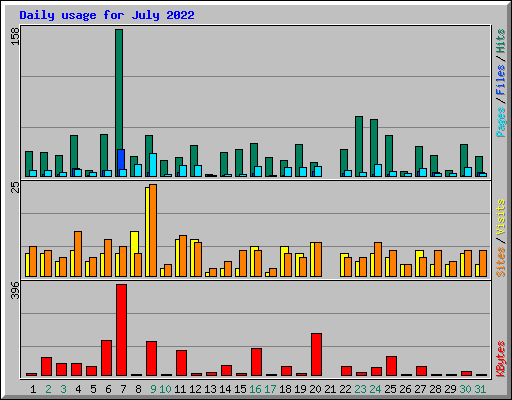 Daily usage for July 2022
158
Pages / Files / Hits
25
Sites / Visits
396
KBytes
1 2 3 4 5 6 7 8 9 10 11 12 13 14 15 16 17 18 19 20 21 22 23 24 25 26 27 28 29 30 31